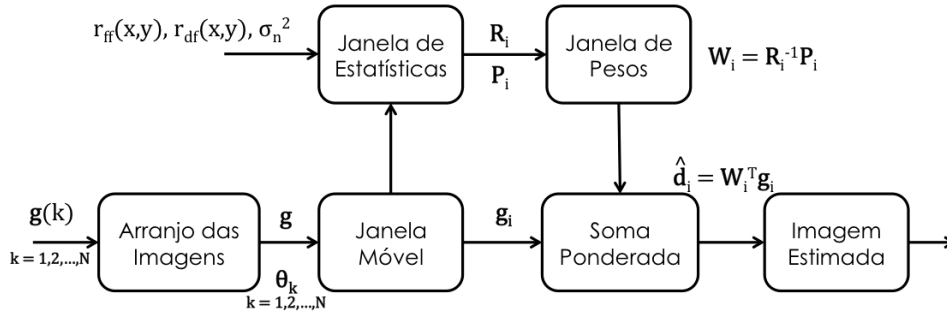 r_ff(x,y), r_df(x,y), σ_n^2
Janela de
Estatísticas
R_i
P_i
Janela de
Pesos
W_i = R_i^-1 P_i
d̂_i = W_i^T g_i
g(k)
k = 1,2,...,N
Arranjo das
Imagens
g
θ_k
k = 1,2,...,N
Janela
Móvel
g_i
Soma
Ponderada
Imagem
Estimada